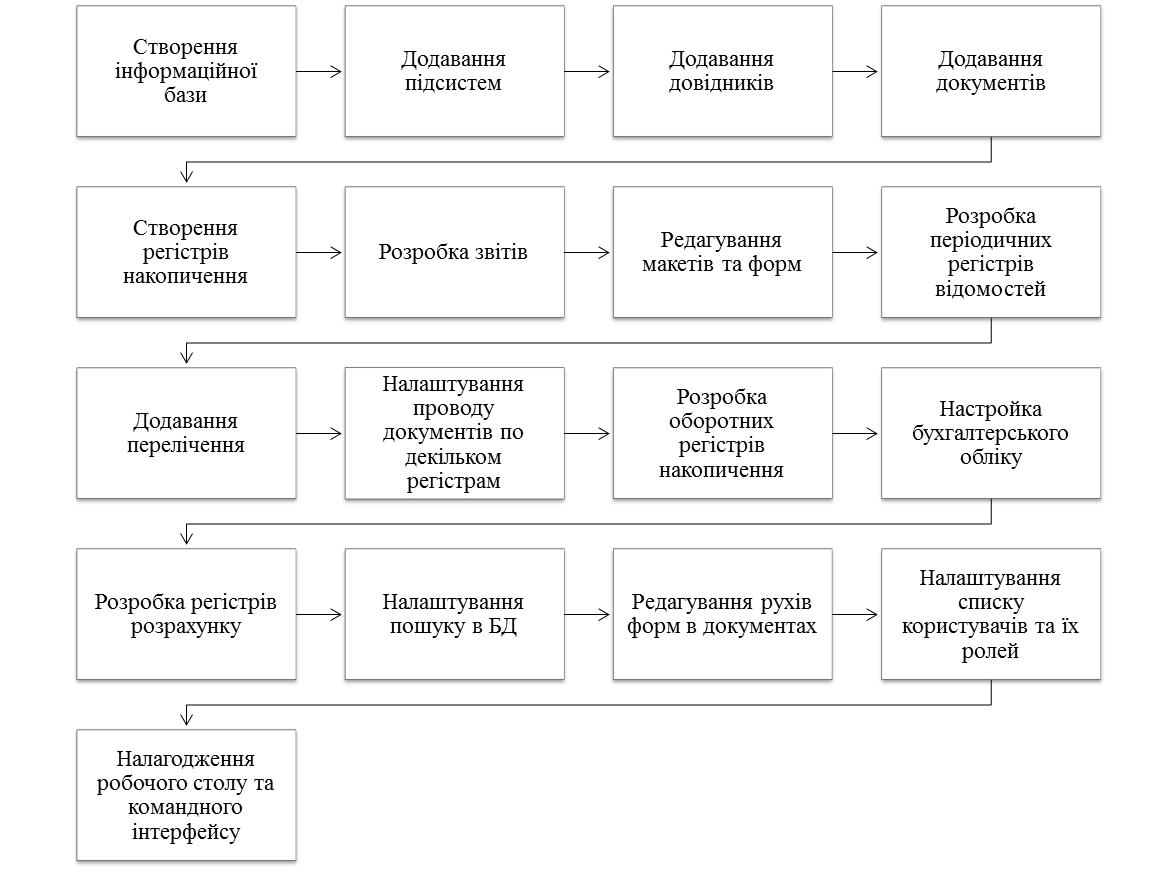 Створення
інформаційної
бази
Додавання
підсистем
Додавання
довідників
Додавання
документів
Створення
регістрів
накопичення
Розробка звітів
Редагування
макетів та форм
Розробка
періодичних
регістрів
відомостей
Додавання
перелічення
Налаштування
проводу
документів по
декільком
регістрам
Розробка
оборотних
регістрів
накопичення
Настройка
бухгалтерського
обліку
Розробка регістрів
розрахунку
Налаштування
пошуку в БД
Редагування рухів
форм в документах
Налаштування
списку
користувачів та їх
ролей
Налагодження
робочого столу та
командного
інтерфейсу